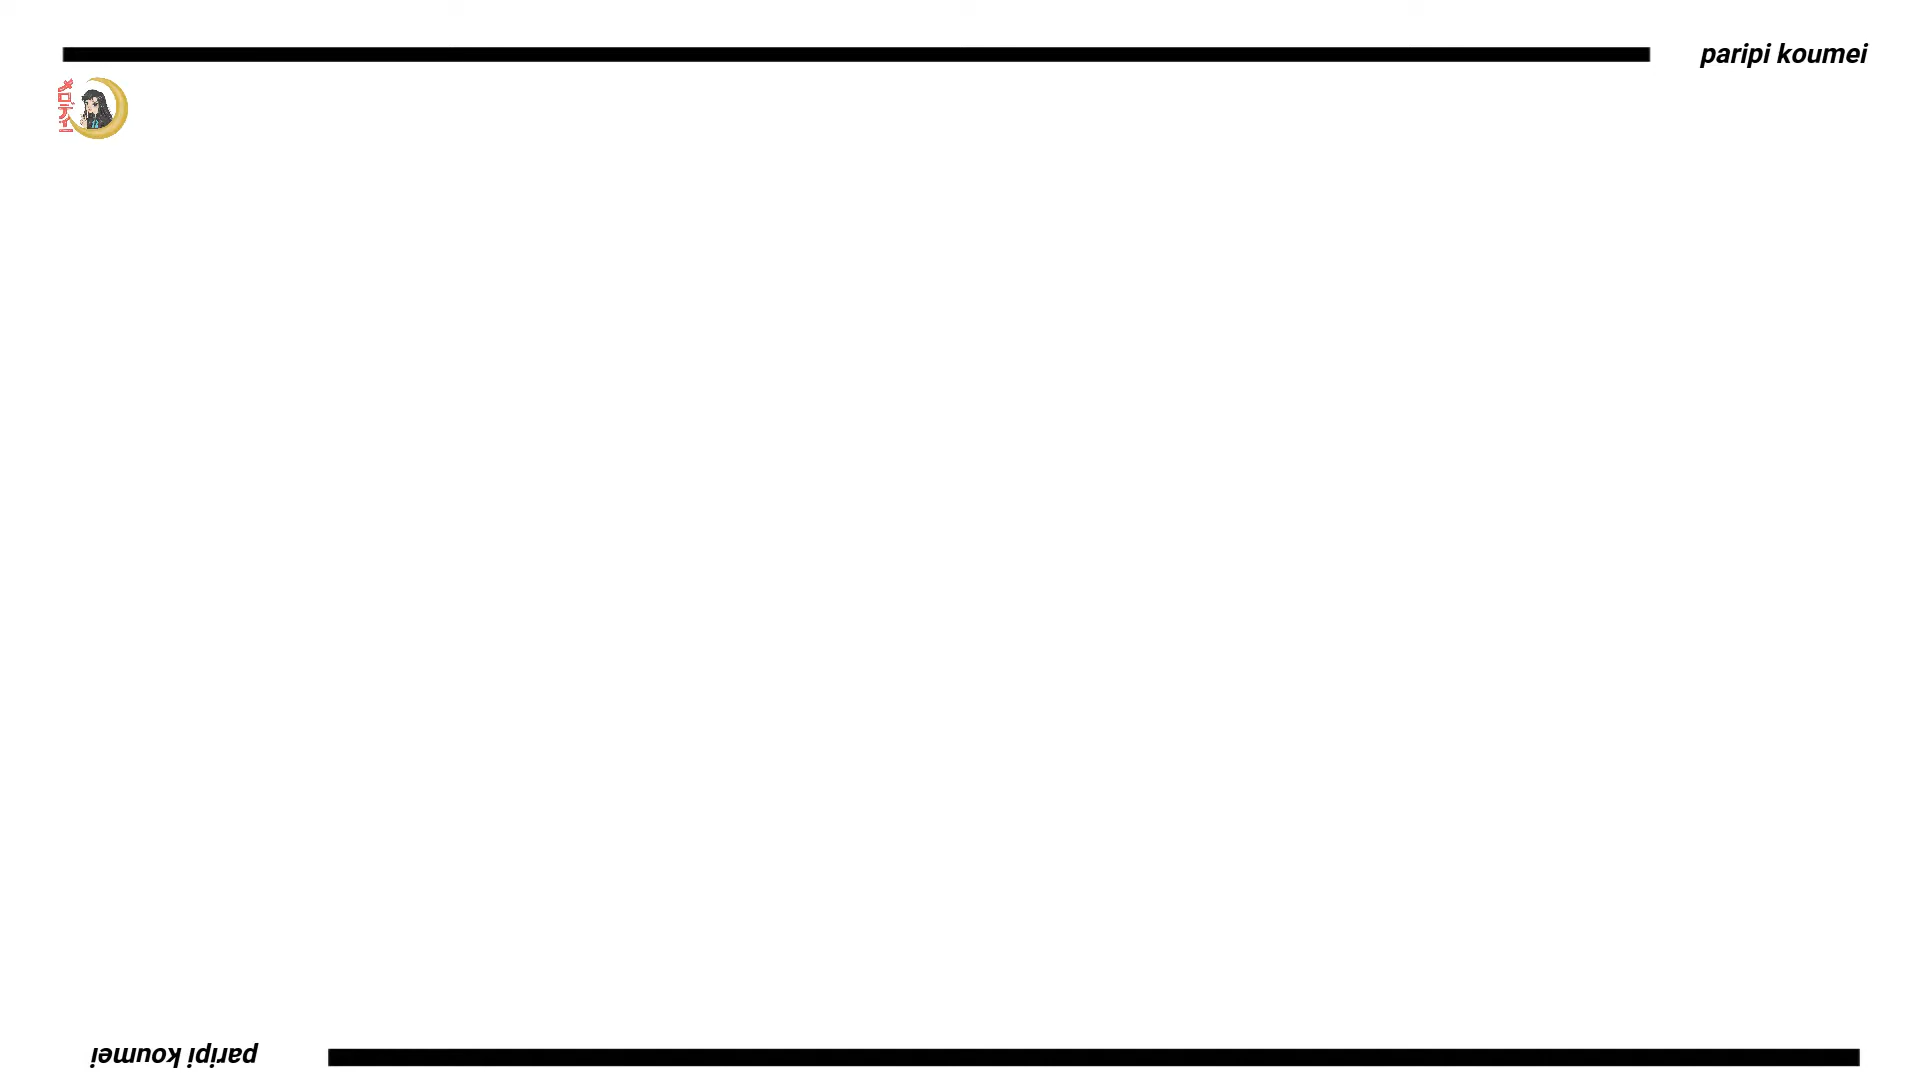 paripi koumei
メロディー
paripi koumei